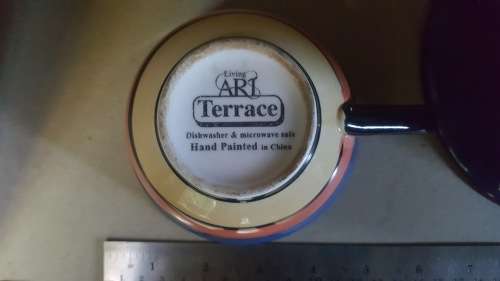 Living
ART
Terrace
Dishwasher & microwave safe
Hand Painted in China
1 2 3 4 5 6 7